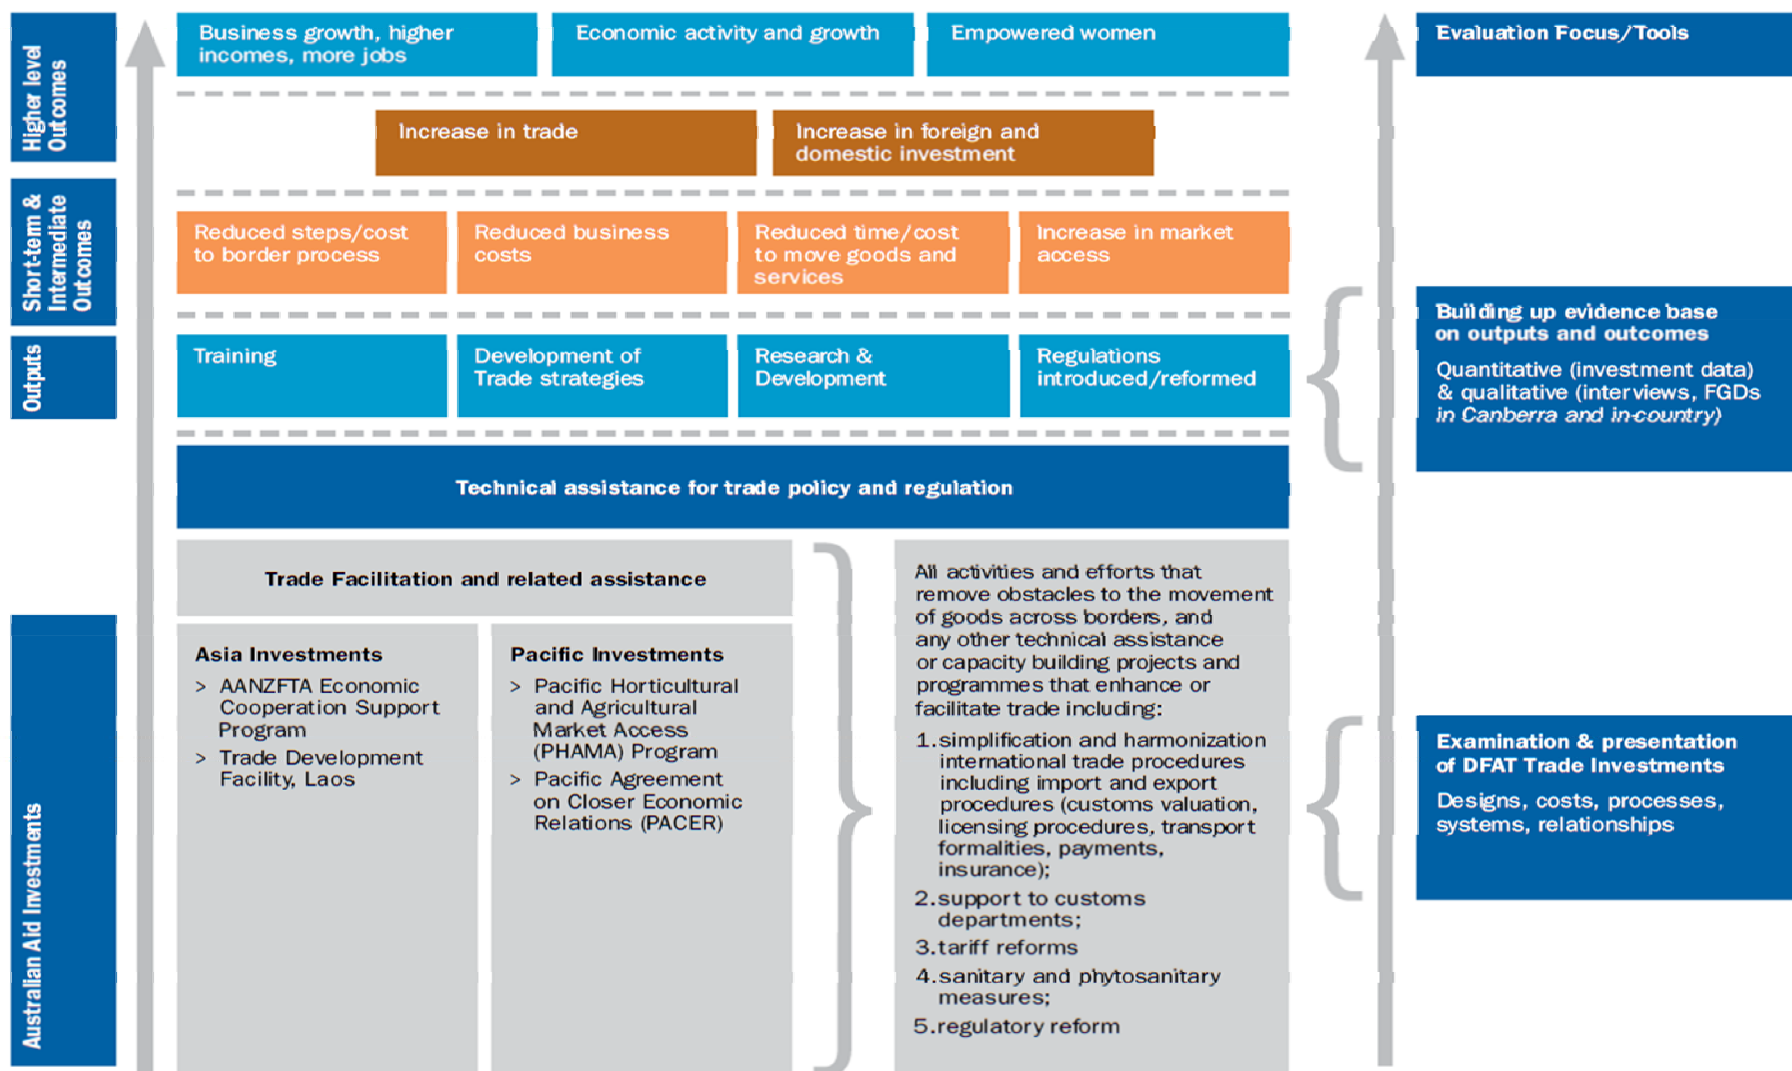 Higher level
Outcomes
Business growth, higher
incomes, more jobs
Economic activity and growth
Empowered women
Increase in trade
Increase in foreign and
domestic investment
Short-term &
Intermediate
Outcomes
Reduced steps/cost
to border process
Reduced business
costs
Reduced time/cost
to move goods and
services
Increase in market
access
Outputs
Training
Development of
Trade strategies
Research &
Development
Regulations
introduced/reformed
Technical assistance for trade policy and regulation
Australian Aid Investments
Trade Facilitation and related assistance
Asia Investments
> AANZFTA Economic
Cooperation Support
Program
> Trade Development
Facility, Laos
Pacific Investments
> Pacific Horticultural
and Agricultural
Market Access
(PHAMA) Program
> Pacific Agreement
on Closer Economic
Relations (PACER)
All activities and efforts that
remove obstacles to the movement
of goods across borders, and
any other technical assistance
or capacity building projects and
programmes that enhance or
facilitate trade including:
1. simplification and harmonization
international trade procedures
including import and export
procedures (customs valuation,
licensing procedures, transport
formalities, payments,
insurance);
2. support to customs
departments;
3. tariff reforms
4. sanitary and phytosanitary
measures;
5. regulatory reform
Evaluation Focus/Tools
Building up evidence base
on outputs and outcomes
Quantitative (investment data)
& qualitative (interviews, FGDs
in Canberra and in-country)
Examination & presentation
of DFAT Trade Investments
Designs, costs, processes,
systems, relationships